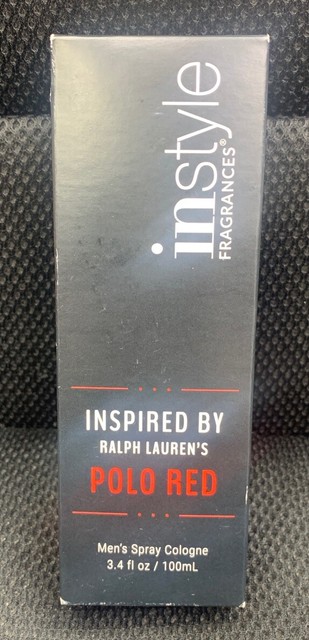 instyle
FRAGRANCES®
INSPIRED BY
RALPH LAUREN'S
POLO RED
Men's Spray Cologne
3.4 fl oz / 100mL